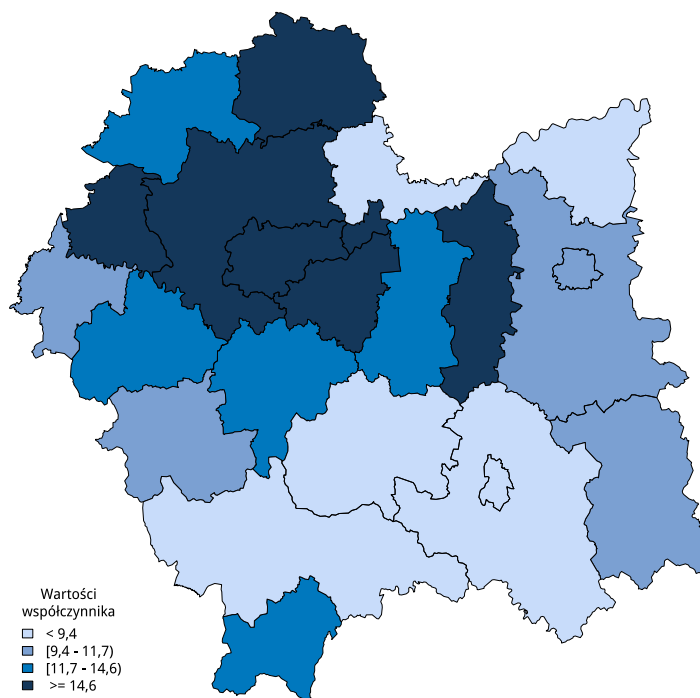 Wartości
współczynnika
< 9,4
[9,4 - 11,7)
[11,7 - 14,6)
>= 14,6